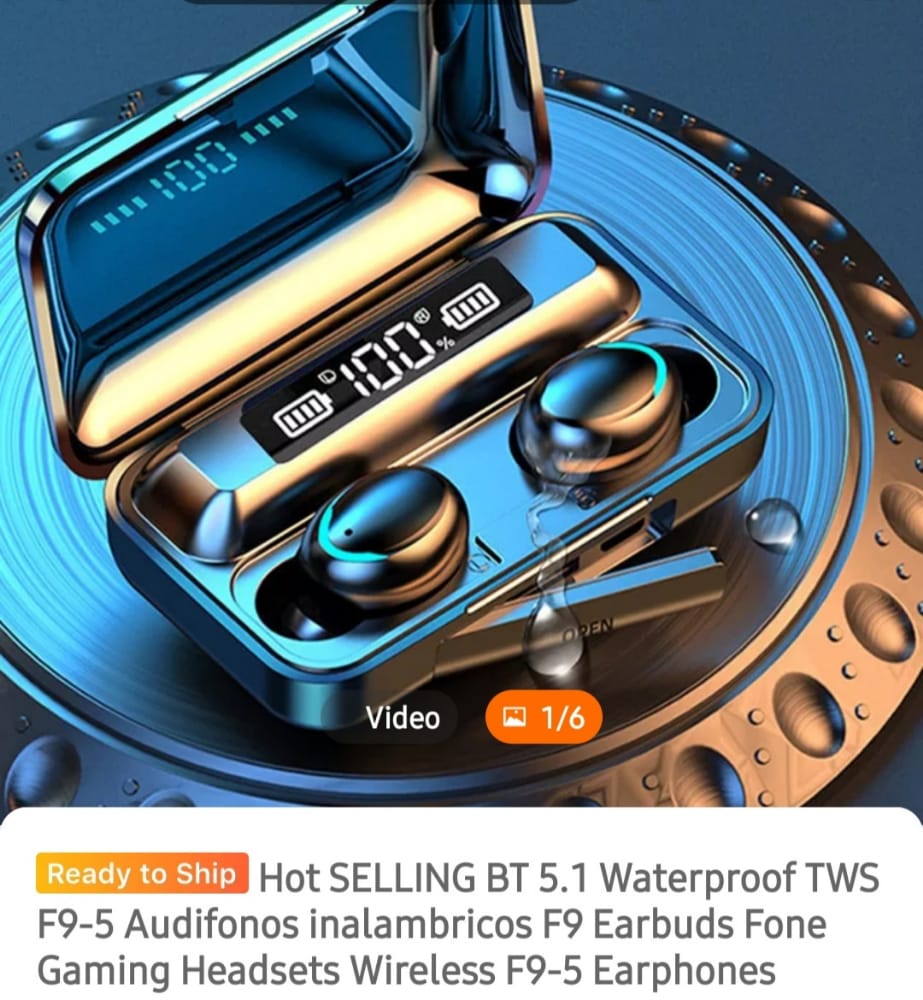 100
100%
OPEN
Video
1/6
Ready to Ship Hot SELLING BT 5.1 Waterproof TWS
F9-5 Audifonos inalambricos F9 Earbuds Fone
Gaming Headsets Wireless F9-5 Earphones